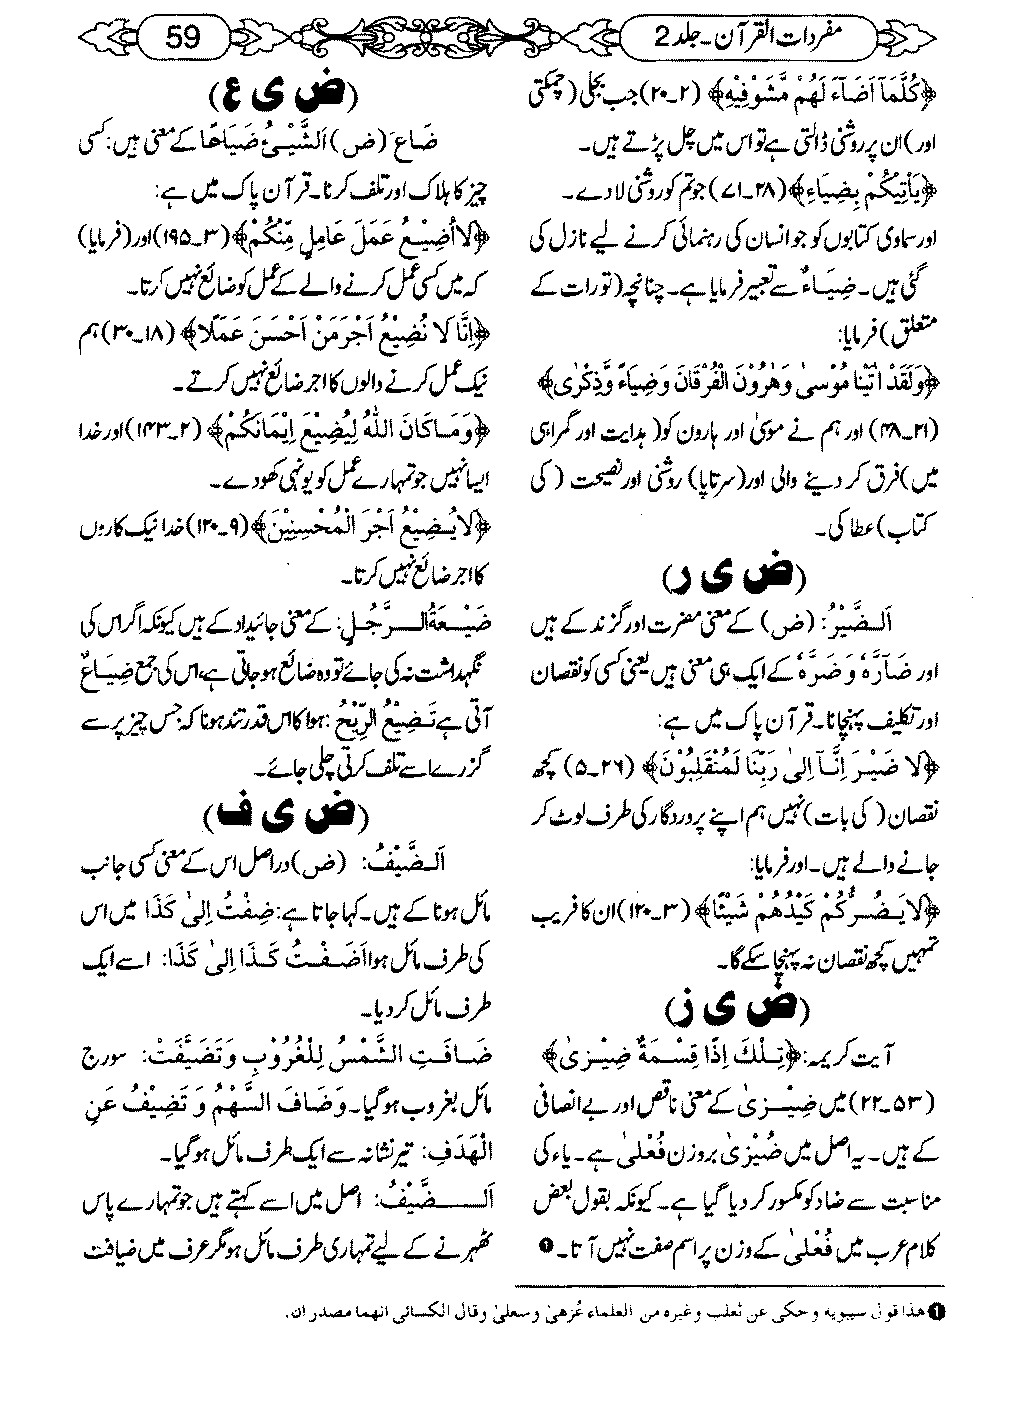 مفردات القرآن ۔ جلد 2
59
﴿كُلَّمَآ اَضَآءَ لَهُمْ مَّشَوْفِيْهِ﴾ (۲۔۲۰) جب بجلی (چمکتی
اور) ان پر روشنی ڈالتی ہے تو اس میں چل پڑتے ہیں۔
﴿يَأْتِيْكُمْ بِضِيَاءٍ﴾ (۲۸۔۷۱) جو تم کو روشنی لا دے۔
اور سماوی کتابوں کو جو انسان کی رہنمائی کرنے لیے نازل کی
گئی ہیں۔ ضِيَاءٌ سے تعبیر فرمایا ہے۔ چنانچہ (تورات کے
متعلق) فرمایا:
﴿وَلَقَدْ اٰتَيْنَا مُوْسىٰ وَهٰرُوْنَ الْفُرْقَانَ وَضِيَاءً وَّذِكْرٰى﴾
(۲۱۔۴۸) اور ہم نے موسیٰ اور ہارون کو (ہدایت اور گمراہی
میں) فرق کر دینے والی اور (سرتاپا) روشنی اور نصیحت (کی
کتاب) عطا کی۔
(ض ی ر)
اَلضَّيْرُ: (ض) کے معنی مضرت اور گزند کے ہیں
اور ضَآرَّهٗ وَضَرَّهٗ کے ایک ہی معنی ہیں یعنی کسی کو نقصان
اور تکلیف پہنچانا۔ قرآن پاک میں ہے:
﴿لَا ضَيْرَ اِنَّآ اِلىٰ رَبِّنَا لَمُنْقَلِبُوْنَ﴾ (۲۶۔۵) کچھ
نقصان (کی بات) نہیں ہم اپنے پروردگار کی طرف لوٹ کر
جانے والے ہیں۔ اور فرمایا:
﴿لَا يَضُرُّكُمْ كَيْدُهُمْ شَيْئًا﴾ (۳۔۱۲۰) ان کا فریب
تمہیں کچھ نقصان نہ پہنچا سکے گا۔
(ض ی ز)
آیت کریمہ: ﴿تِلْكَ اِذًا قِسْمَةٌ ضِيْزىٰ﴾
(۵۳۔۲۲) میں ضِيْزىٰ کے معنی ناقص اور بے انصافی
کے ہیں۔ یہ اصل میں ضُيْزىٰ بروزن فُعْلىٰ ہے۔ یاء کی
مناسبت سے ضاد کو مکسور کر دیا گیا ہے۔ کیونکہ بقول بعض
کلام عرب میں فُعْلىٰ کے وزن پر اسم صفت نہیں آتا۔ ❶
(ض ی ع)
ضَاعَ (ض) اَلشَّيْءُ ضَيَاعًا کے معنی ہیں: کسی
چیز کا ہلاک اور تلف کرنا۔ قرآن پاک میں ہے:
﴿لَا اُضِيْعُ عَمَلَ عَامِلٍ مِّنْكُمْ﴾ (۳۔۱۹۵) اور (فرمایا)
کہ میں کسی عمل کرنے والے کے عمل کو ضائع نہیں کرتا۔
﴿اِنَّا لَا نُضِيْعُ اَجْرَ مَنْ اَحْسَنَ عَمَلًا﴾ (۱۸۔۳۰) ہم
نیک عمل کرنے والوں کا اجر ضائع نہیں کرتے۔
﴿وَمَا كَانَ اللّٰهُ لِيُضِيْعَ اِيْمَانَكُمْ﴾ (۲۔۱۴۳) اور خدا
ایسا نہیں جو تمہارے عمل کو یونہی کھو دے۔
﴿لَا يُضِيْعُ اَجْرَ الْمُحْسِنِيْنَ﴾ (۹۔۱۲۰) خدا نیک کاروں
کا اجر ضائع نہیں کرتا۔
ضَيْعَةُ الرَّجُلِ: کے معنی جائیداد کے ہیں کیونکہ اگر اس کی
نگہداشت نہ کی جائے تو وہ ضائع ہو جاتی ہے، اس کی جمع ضِيَاعٌ
آتی ہے تَضِيْعُ الرِّيْحُ: ہوا کا اس قدر تند ہونا کہ جس چیز پر سے
گزرے اسے تلف کرتی چلی جائے۔
(ض ی ف)
اَلضَّيْفُ: (ض) دراصل اس کے معنی کسی جانب
مائل ہونا کے ہیں۔ کہا جاتا ہے: ضِفْتُ اِلىٰ كَذَا میں اس
کی طرف مائل ہوا اَضَفْتُ كَذَا اِلىٰ كَذَا: اسے ایک
طرف مائل کر دیا۔
ضَافَتِ الشَّمْسُ لِلْغُرُوْبِ وَتَضَيَّفَتْ: سورج
مائل بغروب ہو گیا۔ وَضَافَ السَّهْمُ وَ تَضِيْفُ عَنِ
الْهَدَفِ: تیر نشانہ سے ایک طرف مائل ہو گیا۔
اَلضَّيْفُ: اصل میں اسے کہتے ہیں جو تمہارے پاس
ٹھہرنے کے لیے تمہاری طرف مائل ہو مگر عرف میں ضیافت
❶ هذا قول سيبويه وحكى عن ثعلب وغيره من العلماء عُزهىٰ وسعلىٰ وقال الكسائى انهما مصدران.